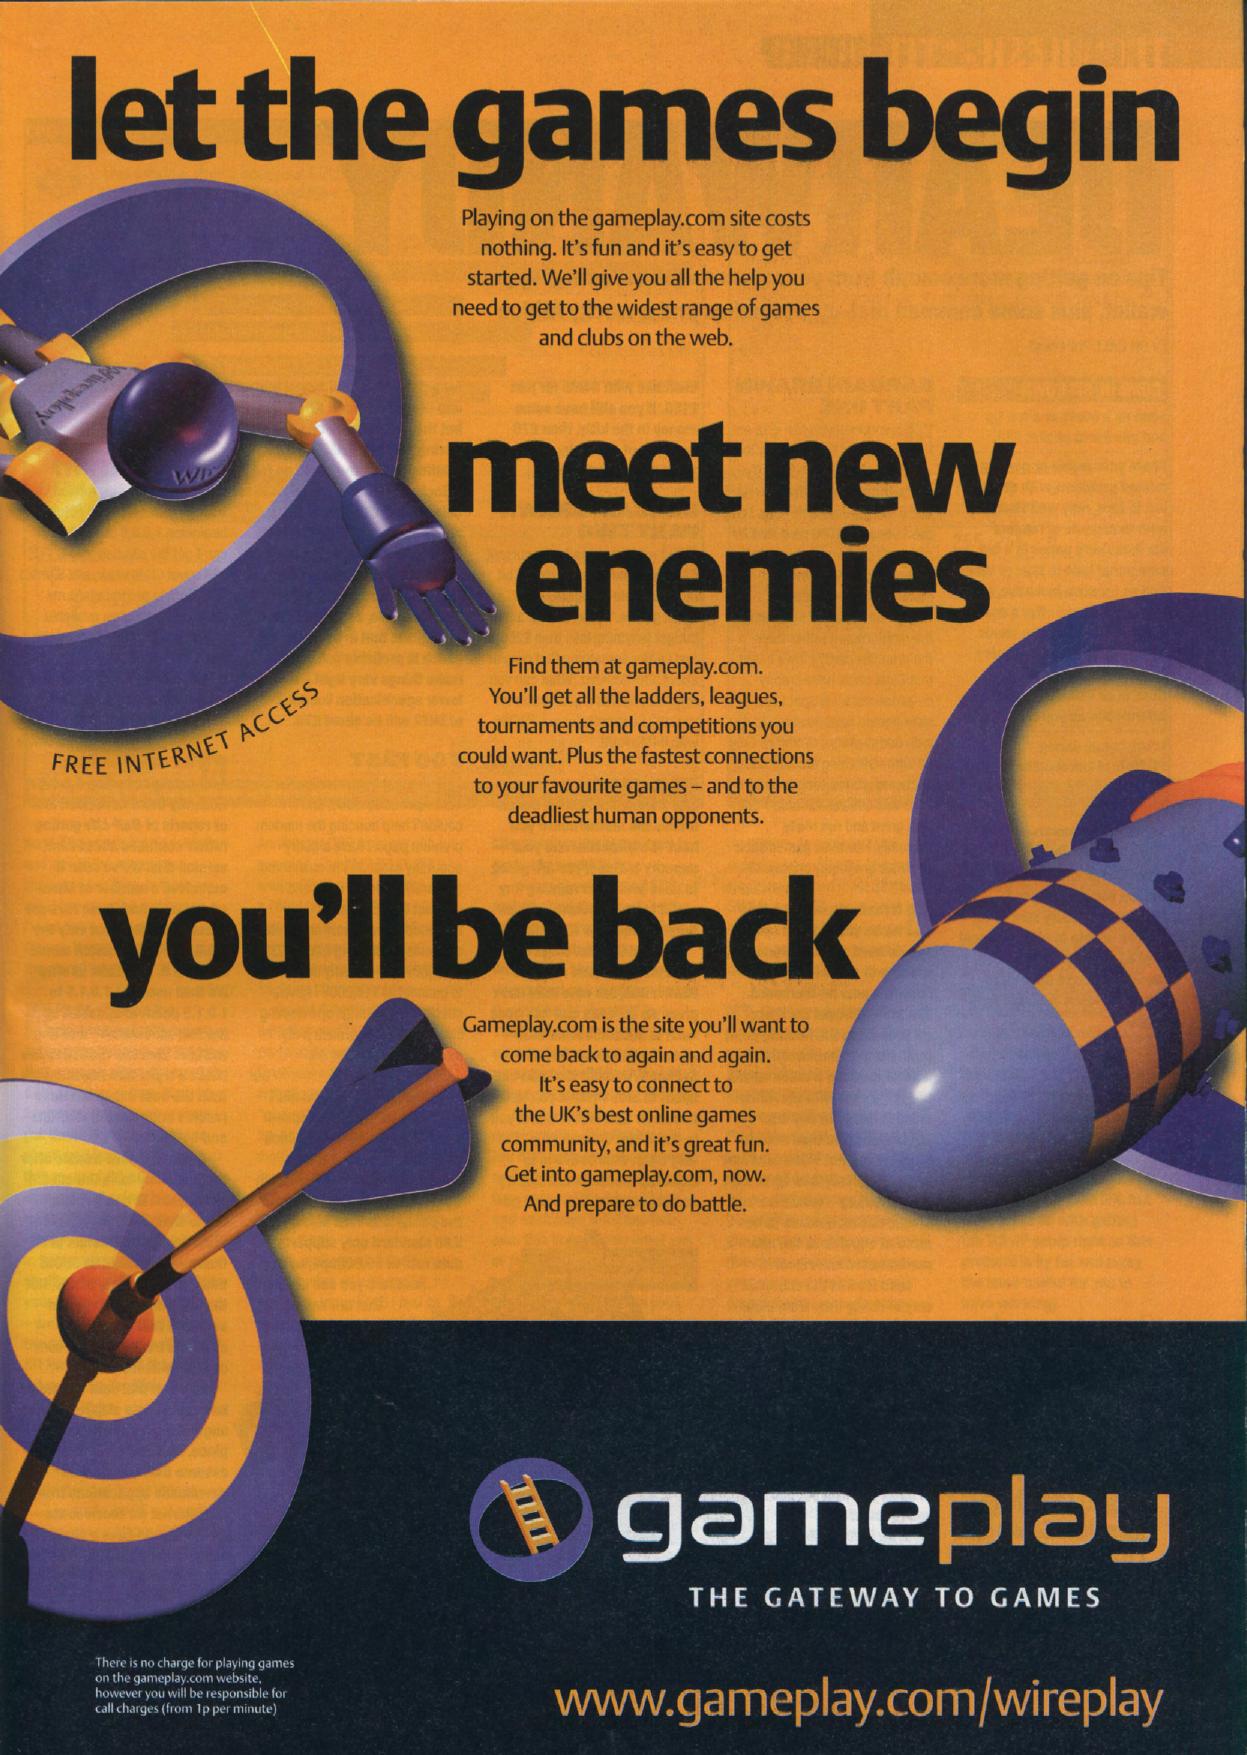 let the games begin
Playing on the gameplay.com site costs
nothing. It's fun and it's easy to get
started. We'll give you all the help you
need to get to the widest range of games
and clubs on the web.
wireplay
meet new
enemies
Find them at gameplay.com.
You'll get all the ladders, leagues,
tournaments and competitions you
could want. Plus the fastest connections
to your favourite games – and to the
deadliest human opponents.
FREE INTERNET ACCESS
you'll be back
Gameplay.com is the site you'll want to
come back to again and again.
It's easy to connect to
the UK's best online games
community, and it's great fun.
Get into gameplay.com, now.
And prepare to do battle.
gameplay
THE GATEWAY TO GAMES
There is no charge for playing games
on the gameplay.com website,
however you will be responsible for
call charges (from 1p per minute)
www.gameplay.com/wireplay